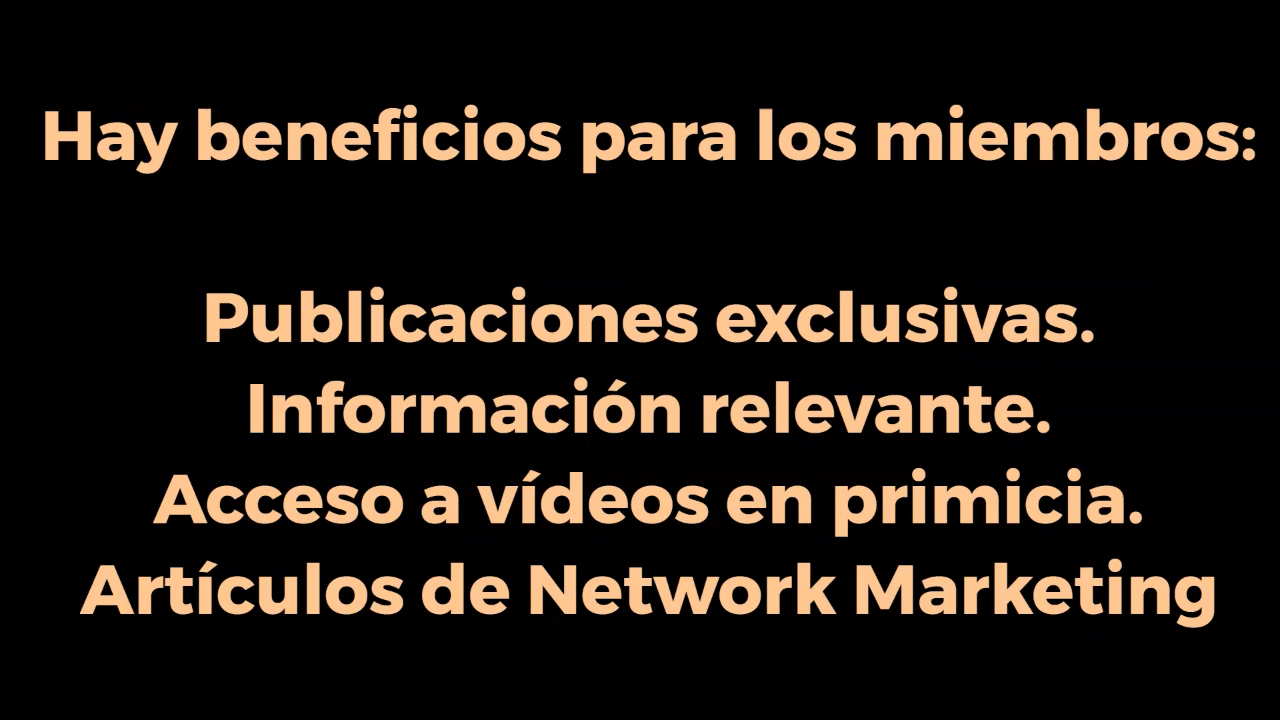 Hay beneficios para los miembros:
Publicaciones exclusivas.
Información relevante.
Acceso a vídeos en primicia.
Artículos de Network Marketing